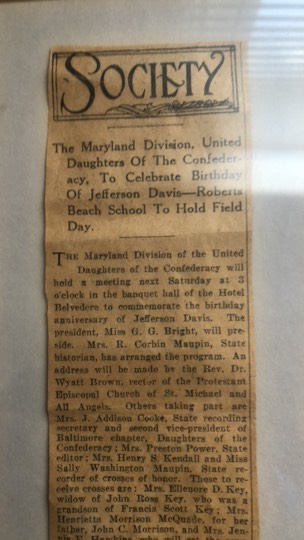 SOCIETY
The Maryland Division, United
Daughters Of The Confeder-
acy, To Celebrate Birthday
Of Jefferson Davis—Roberts
Beach School To Hold Field
Day.
THE Maryland Division of the United
Daughters of the Confederacy will
hold a meeting next Saturday at 3
o'clock in the banquet hall of the Hotel
Belvedere to commemorate the birthday
anniversary of Jefferson Davis. The
president, Miss G. G. Bright, will pre-
side. Mrs. R. Corbin Maupin, State
historian, has arranged the program. An
address will be made by the Rev. Dr.
Wyatt Brown, rector of the Protestant
Episcopal Church of St. Michael and
All Angels. Others taking part are
Mrs. J. Addison Cooke, State recording
secretary and second vice-president of
Baltimore chapter, Daughters of the
Confederacy; Mrs. Preston Power, State
editor; Mrs. Henry S. Kendall and Miss
Sally Washington Maupin, State re-
corder of crosses of honor. Those to re-
ceive crosses are: Mrs. Ellenore D. Key,
widow of John Ross Key, who was a
grandson of Francis Scott Key; Mrs.
Henrietta Morrison McQuade, for her
father, John C. Morrison, and Mrs. Jen-